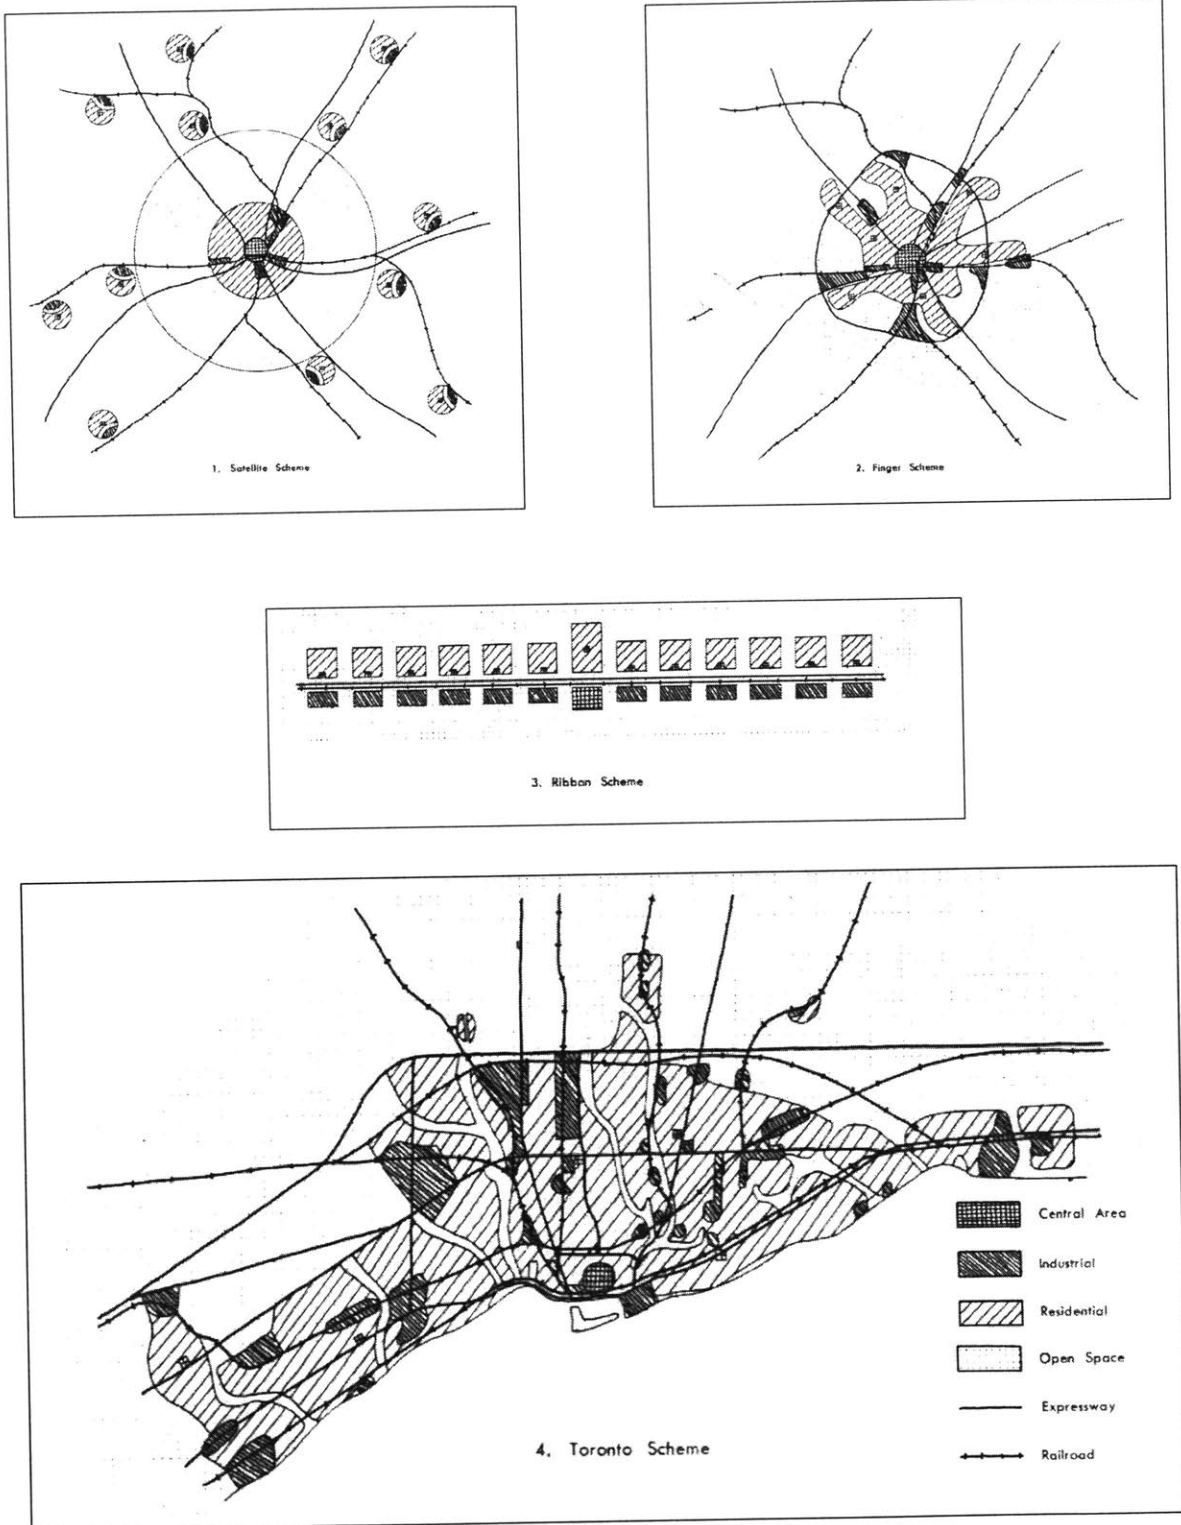 1. Satellite Scheme
2. Finger Scheme
3. Ribbon Scheme
Central Area
Industrial
Residential
Open Space
Expressway
Railroad
4. Toronto Scheme